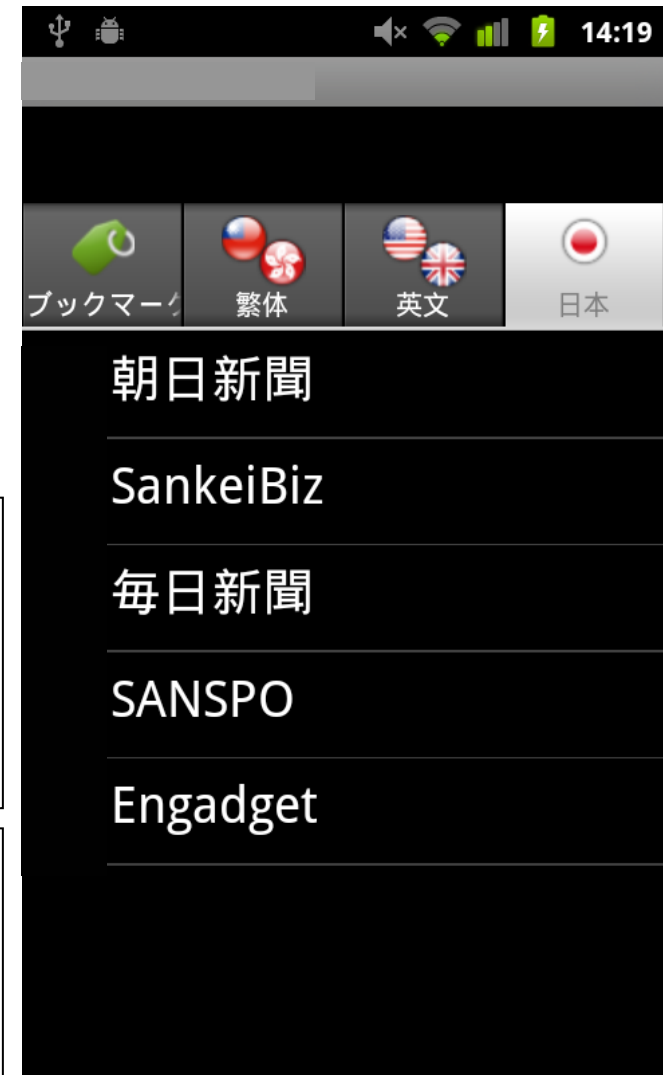 14:19
ブックマーク
繁体
英文
日本
朝日新聞
SankeiBiz
毎日新聞
SANSPO
Engadget